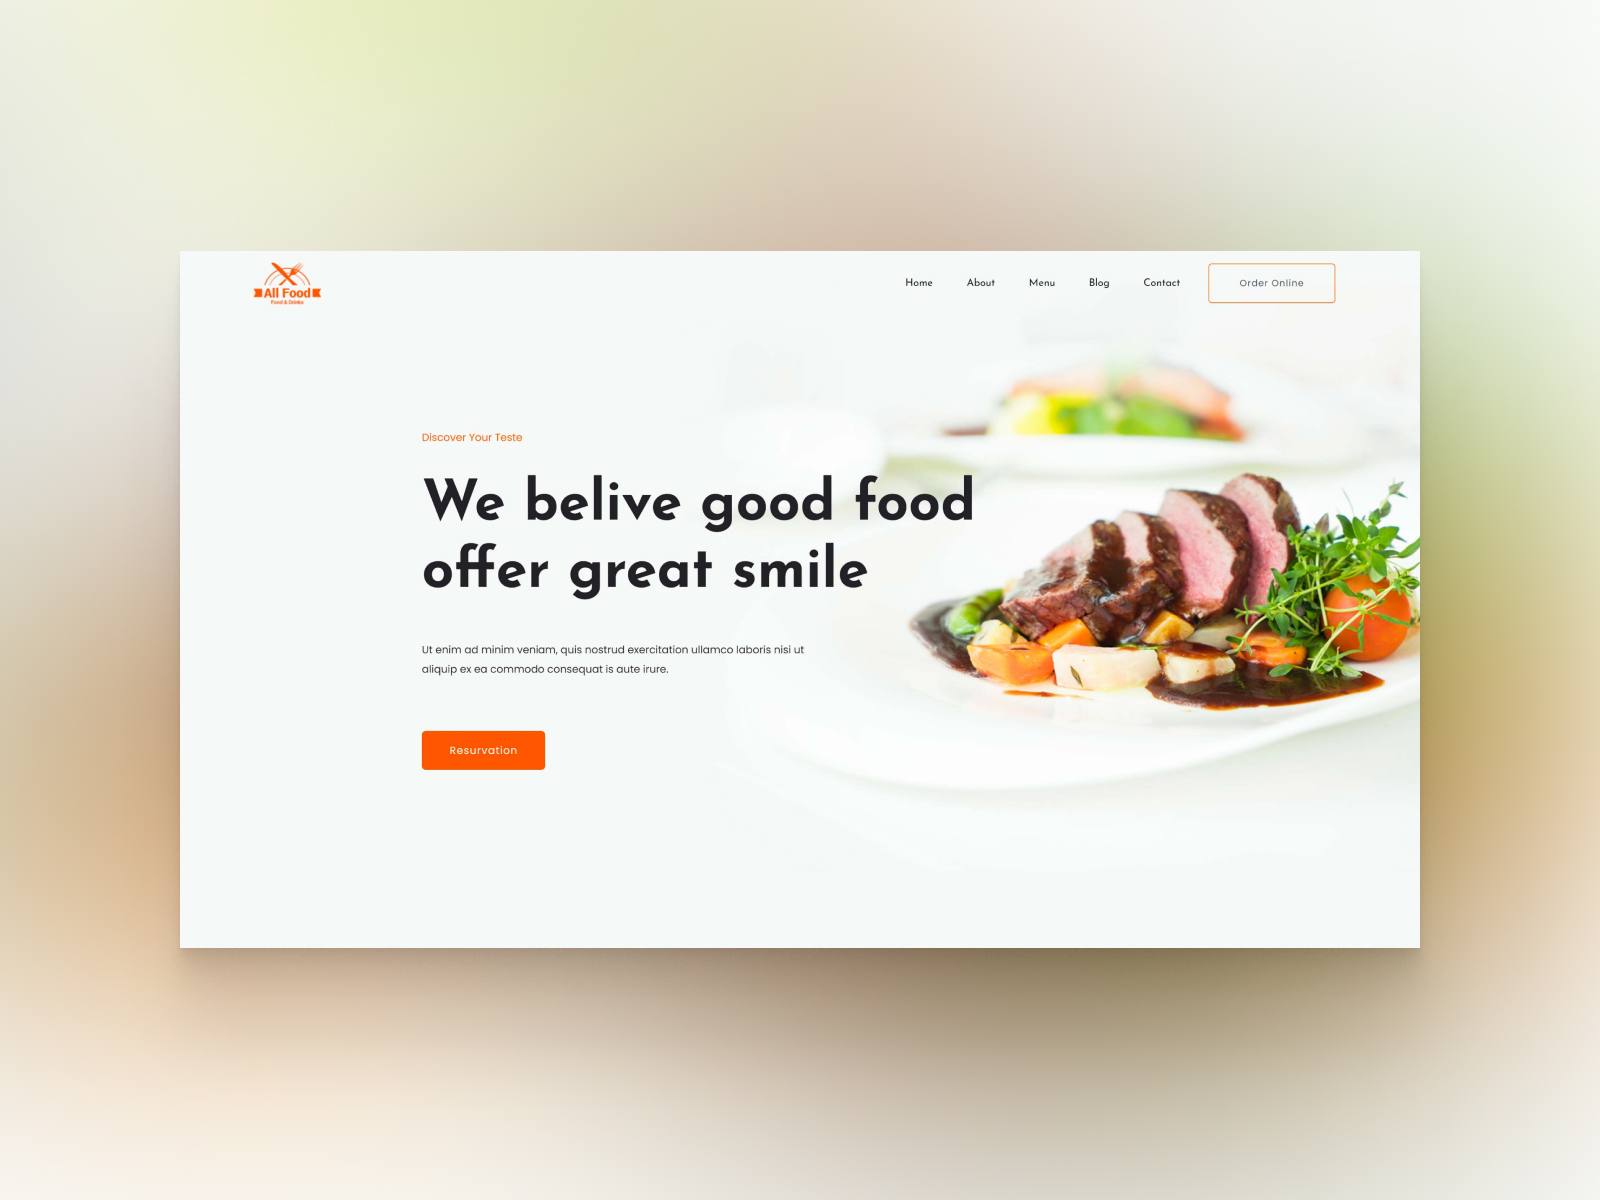 All Food
Food & Drinks
Home
About
Menu
Blog
Contact
Order Online
Discover Your Teste
We belive good food
offer great smile
Ut enim ad minim veniam, quis nostrud exercitation ullamco laboris nisi ut
aliquip ex ea commodo consequat is aute irure.
Resurvation